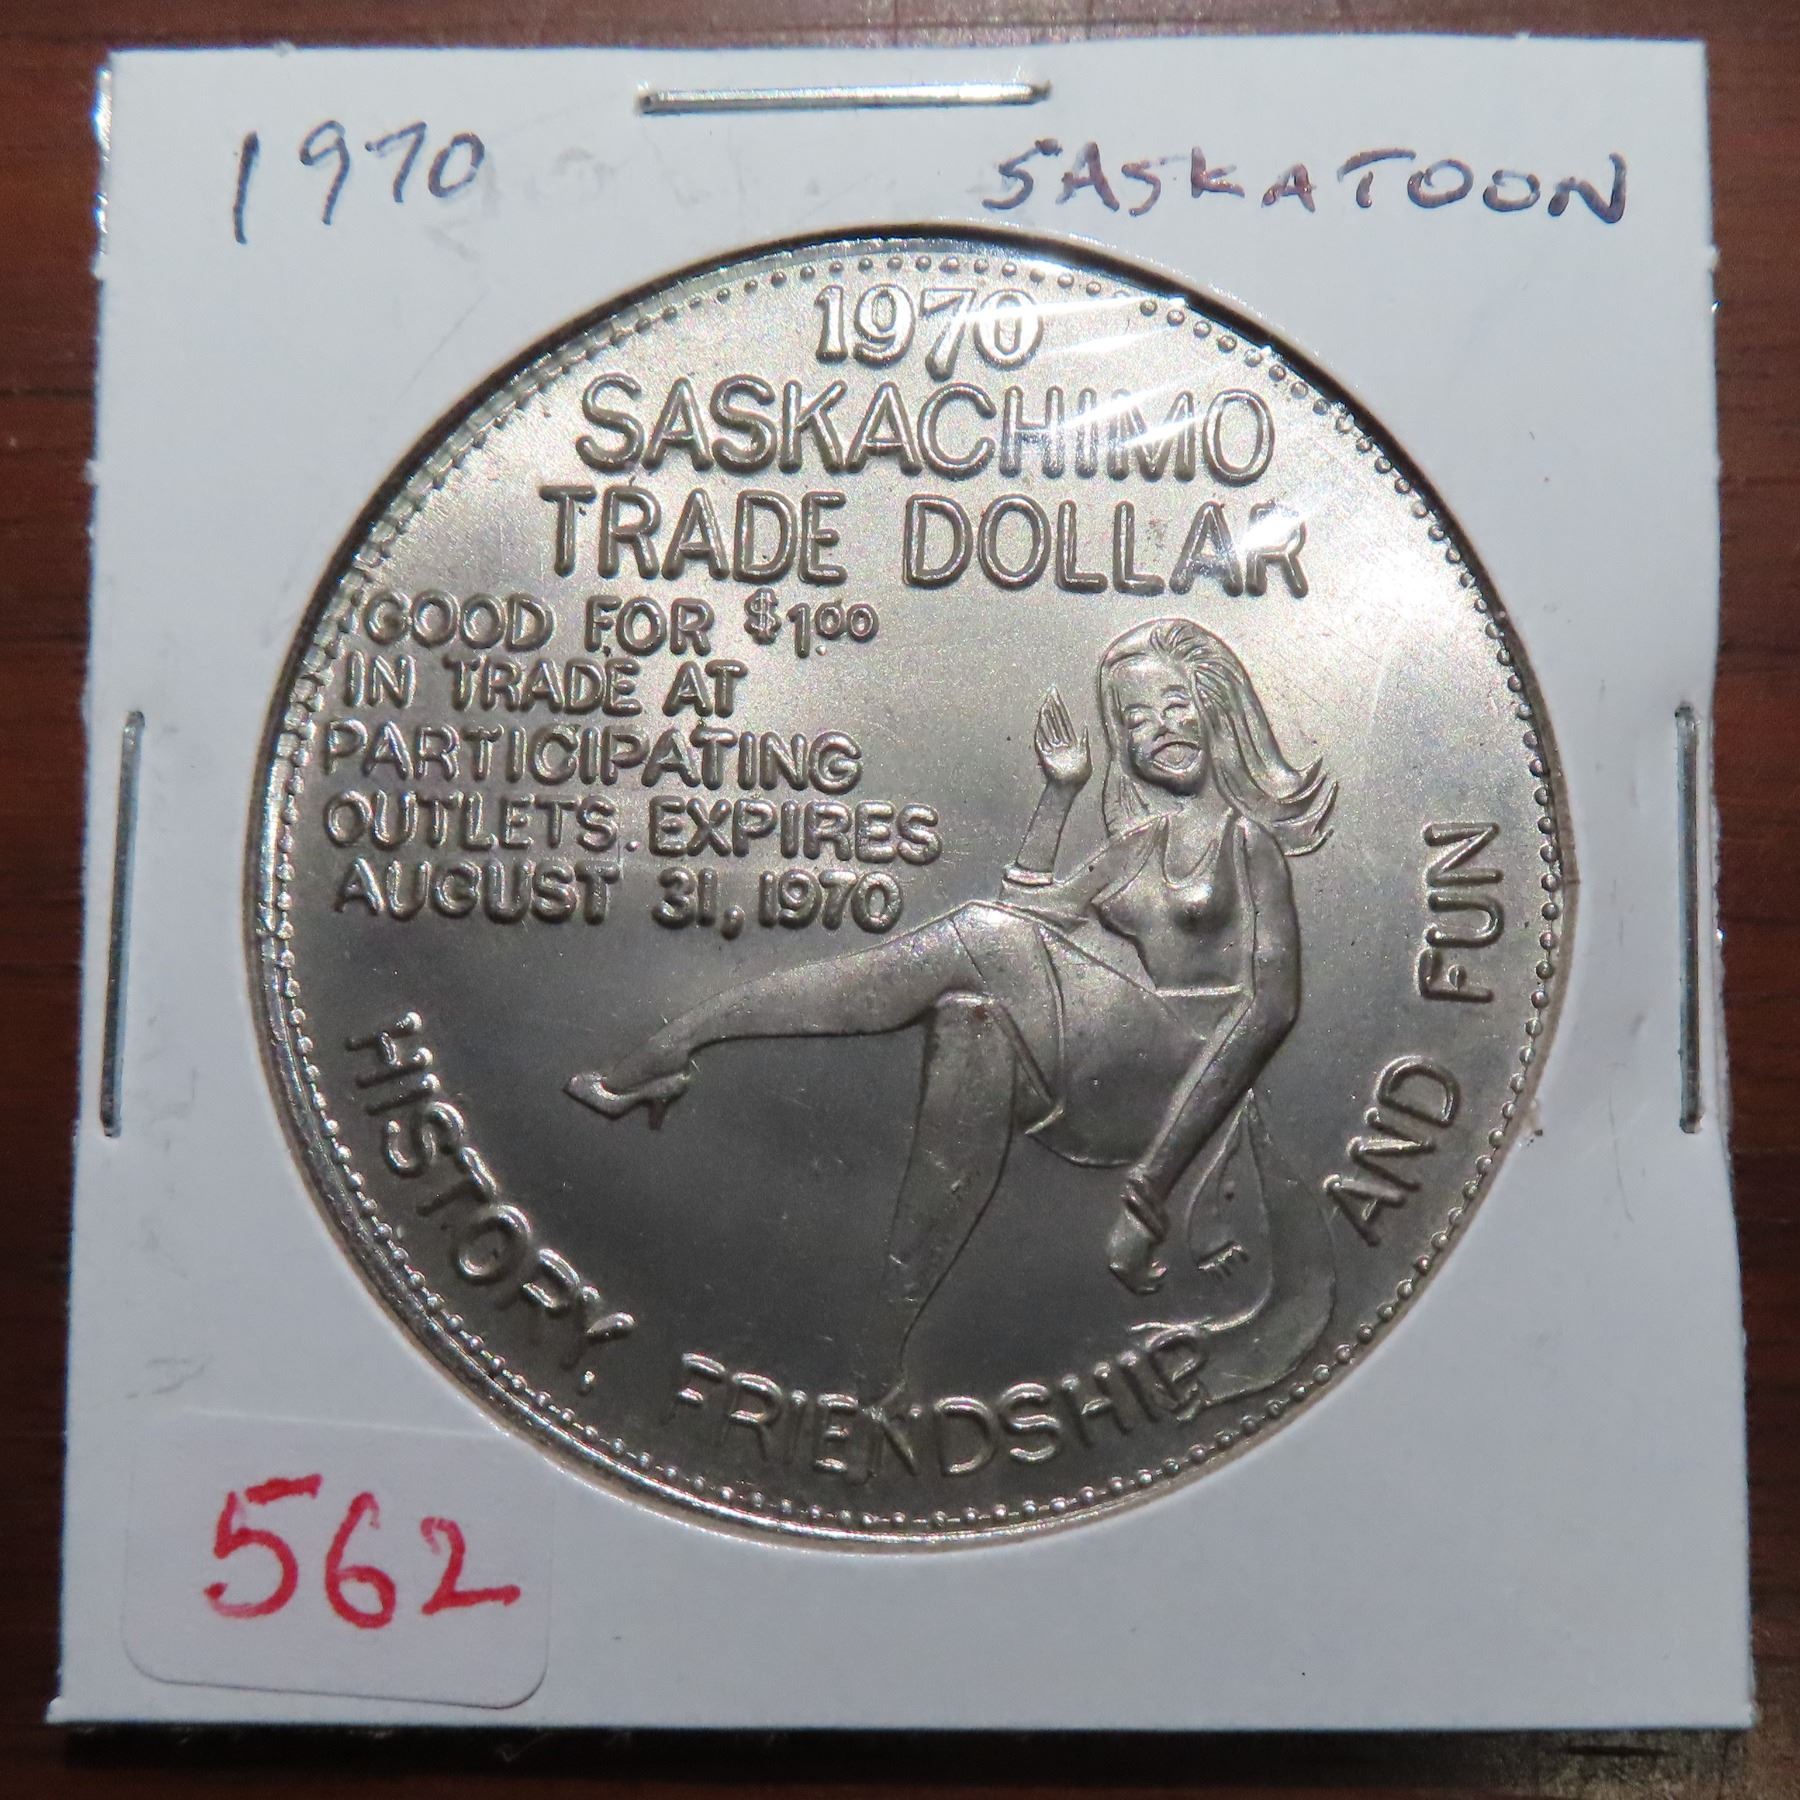 1970 SASKATOON
1970
SASKACHIMO
TRADE DOLLAR
GOOD FOR $1.00
IN TRADE AT
PARTICIPATING
OUTLETS. EXPIRES
AUGUST 31, 1970
HISTORY, FRIENDSHIP AND FUN
562